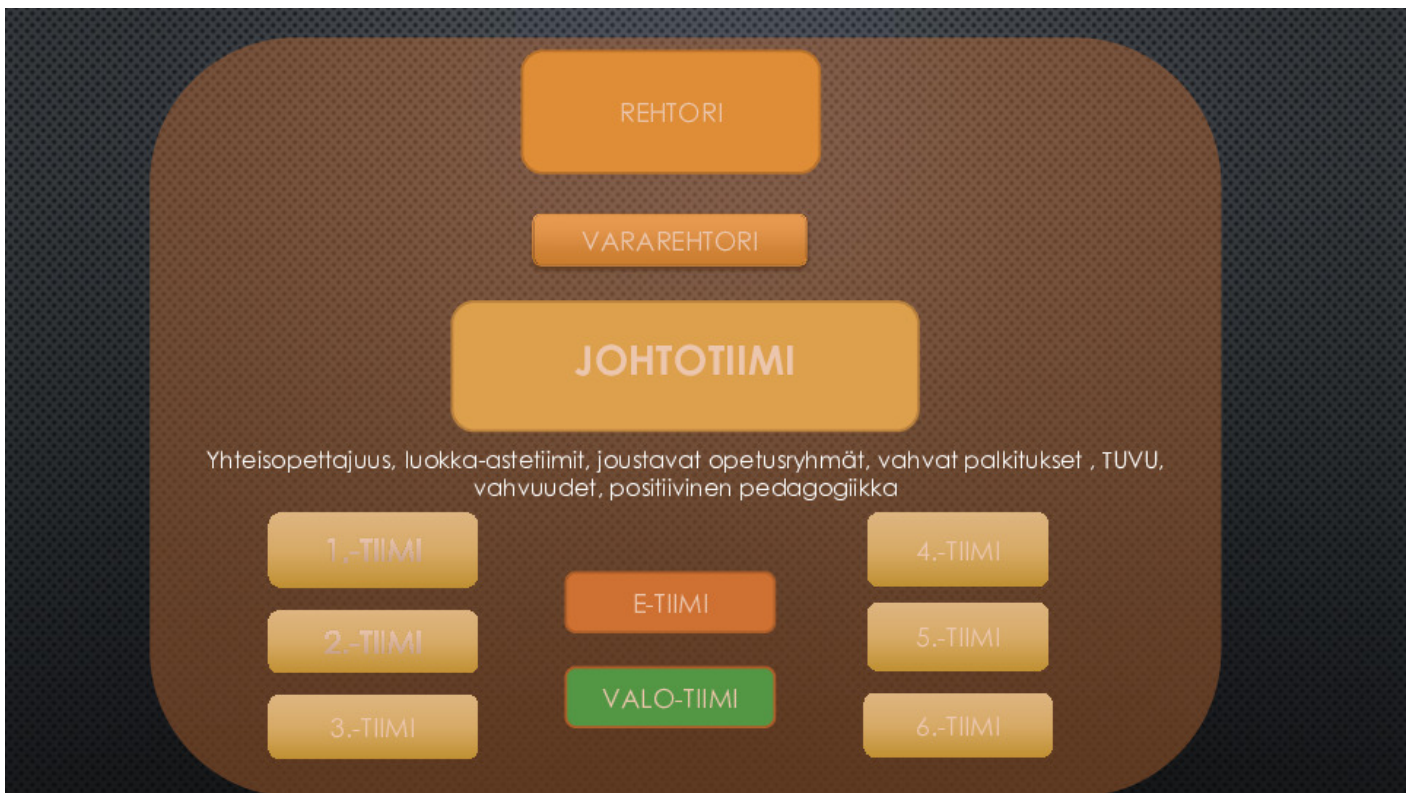 REHTORI
VARAREHTORI
JOHTOTIIMI
Yhteisopettajuus, luokka-astetiimit, joustavat opetusryhmät, vahvat palkitukset , TUVU,
vahvuudet, positiivinen pedagogiikka
1.-TIIMI
2.-TIIMI
3.-TIIMI
E-TIIMI
VALO-TIIMI
4.-TIIMI
5.-TIIMI
6.-TIIMI